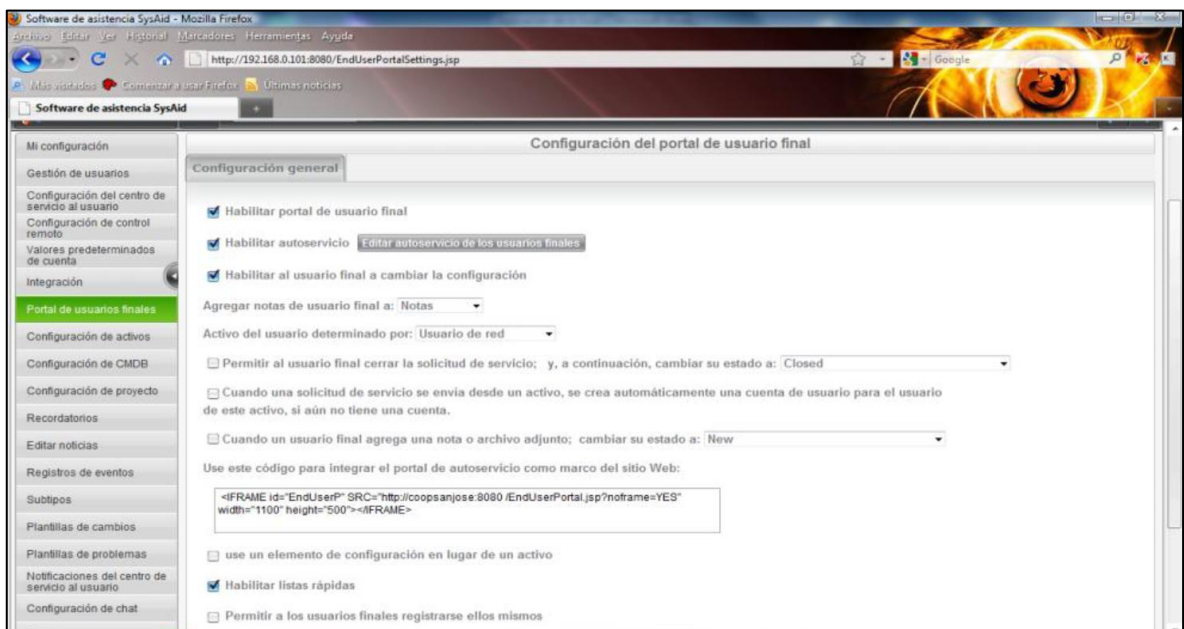 Software de asistencia SysAid - Mozilla Firefox
Archivo Editar Ver Historial Marcadores Herramientas Ayuda
http://192.168.0.101:8080/EndUserPortalSettings.jsp
Google
Más visitados Comenzar a usar Firefox Últimas noticias
Software de asistencia SysAid
Mi configuración
Gestión de usuarios
Configuración del centro de
servicio al usuario
Configuración de control
remoto
Valores predeterminados
de cuenta
Integración
Portal de usuarios finales
Configuración de activos
Configuración de CMDB
Configuración de proyecto
Recordatorios
Editar noticias
Registros de eventos
Subtipos
Plantillas de cambios
Plantillas de problemas
Notificaciones del centro de
servicio al usuario
Configuración de chat
Configuración del portal de usuario final
Configuración general
Habilitar portal de usuario final
Habilitar autoservicio Editar autoservicio de los usuarios finales
Habilitar al usuario final a cambiar la configuración
Agregar notas de usuario final a: Notas
Activo del usuario determinado por: Usuario de red
Permitir al usuario final cerrar la solicitud de servicio; y, a continuación, cambiar su estado a: Closed
Cuando una solicitud de servicio se envía desde un activo, se crea automáticamente una cuenta de usuario para el usuario
de este activo, si aún no tiene una cuenta.
Cuando un usuario final agrega una nota o archivo adjunto; cambiar su estado a: New
Use este código para integrar el portal de autoservicio como marco del sitio Web:
<IFRAME id="EndUserP" SRC="http://coopsanjose:8080 /EndUserPortal.jsp?noframe=YES"
width="1100" height="500"></IFRAME>
use un elemento de configuración en lugar de un activo
Habilitar listas rápidas
Permitir a los usuarios finales registrarse ellos mismos